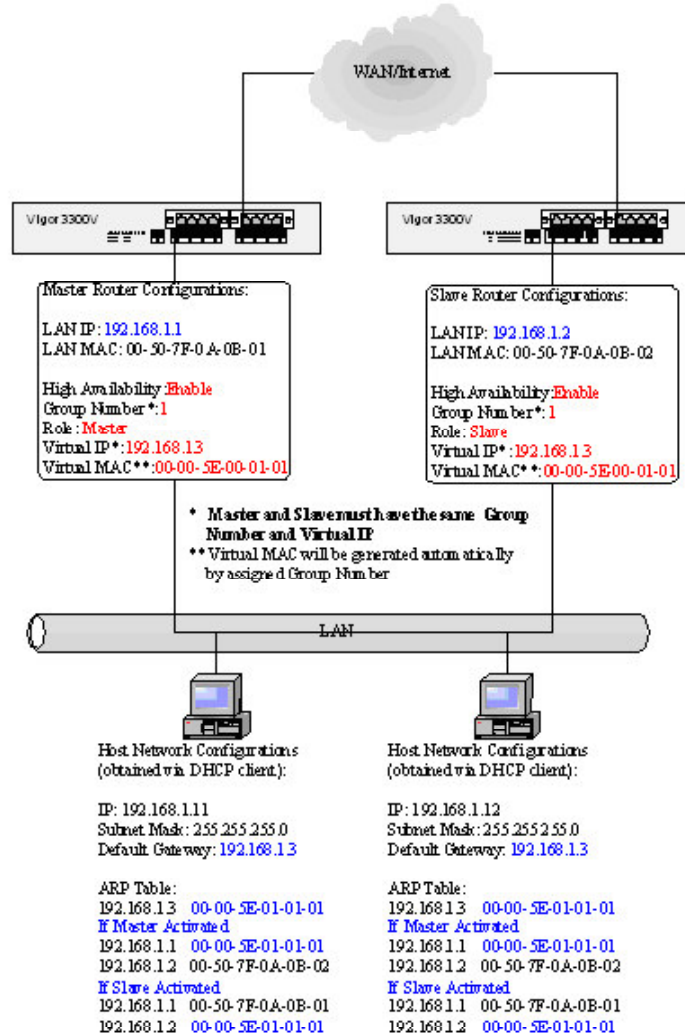 WAN/Internet
Vigor 3300V
Vigor 3300V
Master Router Configurations:
LAN IP: 192.168.1.1
LAN MAC: 00-50-7F-0A-0B-01
High Availability:Enable
Group Number*:1
Role: Master
Virtual IP*:192.168.1.3
Virtual MAC**:00-00-5E-00-01-01
Slave Router Configurations:
LAN IP: 192.168.1.2
LAN MAC: 00-50-7F-0A-0B-02
High Availability:Enable
Group Number*:1
Role: Slave
Virtual IP*:192.168.1.3
Virtual MAC**:00-00-5E-00-01-01
* Master and Slave must have the same Group
Number and Virtual IP
** Virtual MAC will be generated automatically
by assigned Group Number
LAN
Host Network Configurations
(obtained via DHCP client):
IP: 192.168.1.11
Subnet Mask: 255.255.255.0
Default Gateway: 192.168.1.3
ARP Table:
192.168.1.3 00-00-5E-01-01-01
If Master Activated
192.168.1.1 00-00-5E-01-01-01
192.168.1.2 00-50-7F-0A-0B-02
If Slave Activated
192.168.1.1 00-50-7F-0A-0B-01
192.168.1.2 00-00-5E-01-01-01
Host Network Configurations
(obtained via DHCP client):
IP: 192.168.1.12
Subnet Mask: 255.255.255.0
Default Gateway: 192.168.1.3
ARP Table:
192.168.1.3 00-00-5E-01-01-01
If Master Activated
192.168.1.1 00-00-5E-01-01-01
192.168.1.2 00-50-7F-0A-0B-02
If Slave Activated
192.168.1.1 00-50-7F-0A-0B-01
192.168.1.2 00-00-5E-01-01-01